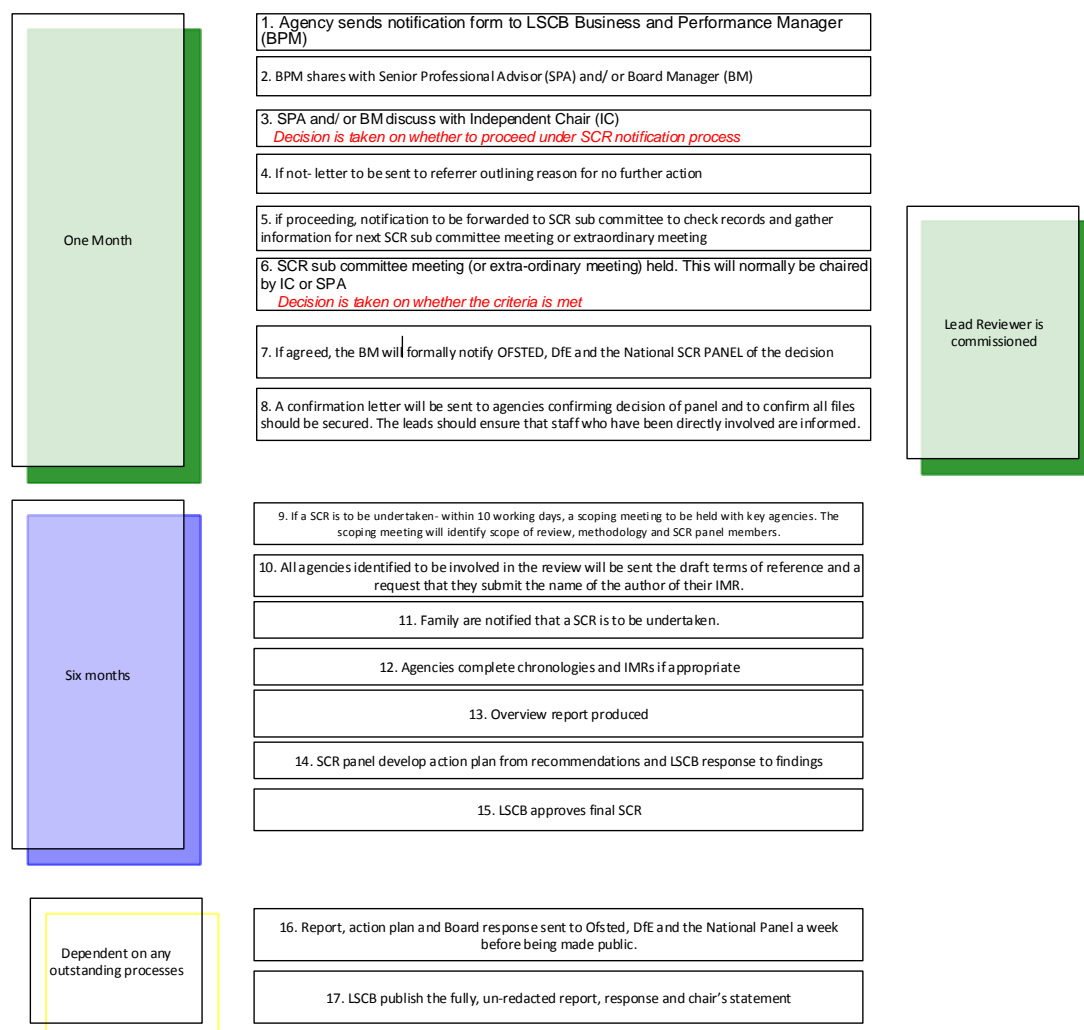 1. Agency sends notification form to LSCB Business and Performance Manager
(BPM)
2. BPM shares with Senior Professional Advisor (SPA) and/ or Board Manager (BM)
3. SPA and/ or BM discuss with Independent Chair (IC)
Decision is taken on whether to proceed under SCR notification process
4. If not- letter to be sent to referrer outlining reason for no further action
One Month
5. if proceeding, notification to be forwarded to SCR sub committee to check records and gather
information for next SCR sub committee meeting or extraordinary meeting
6. SCR sub committee meeting (or extra-ordinary meeting) held. This will normally be chaired
by IC or SPA
Decision is taken on whether the criteria is met
Lead Reviewer is
commissioned
7. If agreed, the BM will formally notify OFSTED, DfE and the National SCR PANEL of the decision
8. A confirmation letter will be sent to agencies confirming decision of panel and to confirm all files
should be secured. The leads should ensure that staff who have been directly involved are informed.
9. If a SCR is to be undertaken- within 10 working days, a scoping meeting to be held with key agencies. The
scoping meeting will identify scope of review, methodology and SCR panel members.
10. All agencies identified to be involved in the review will be sent the draft terms of reference and a
request that they submit the name of the author of their IMR.
11. Family are notified that a SCR is to be undertaken.
Six months
12. Agencies complete chronologies and IMRs if appropriate
13. Overview report produced
14. SCR panel develop action plan from recommendations and LSCB response to findings
15. LSCB approves final SCR
16. Report, action plan and Board response sent to Ofsted, DfE and the National Panel a week
before being made public.
Dependent on any
outstanding processes
17. LSCB publish the fully, un-redacted report, response and chair's statement